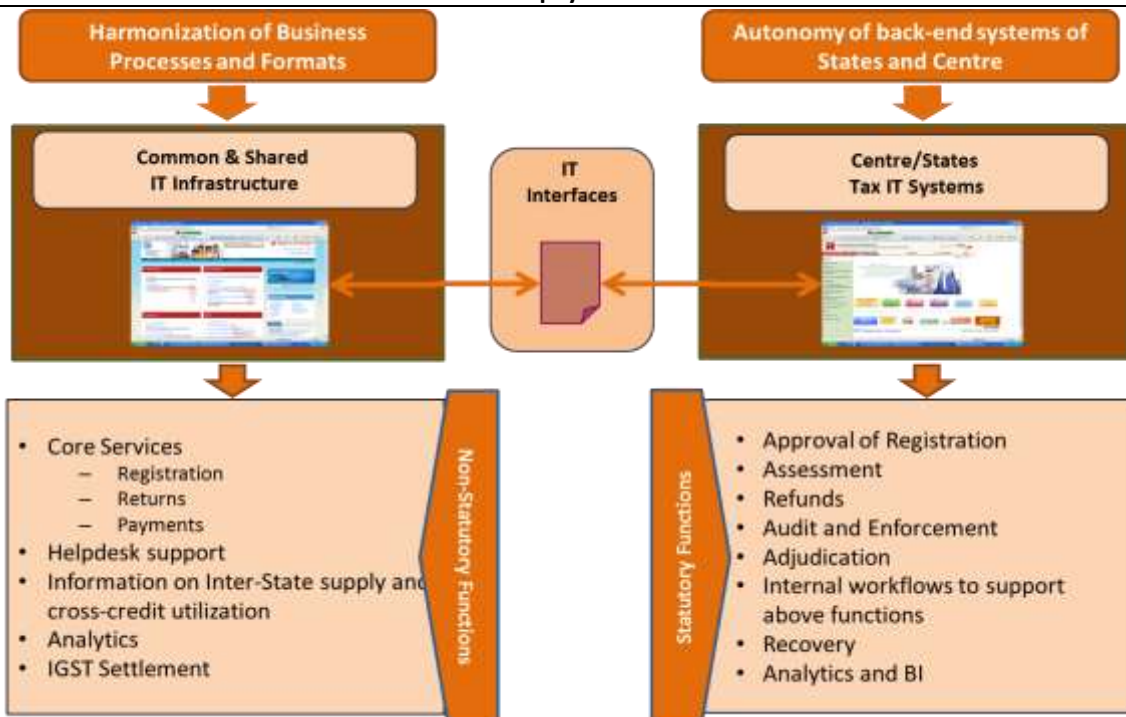 Harmonization of Business
Processes and Formats
Autonomy of back-end systems of
States and Centre
Common & Shared
IT Infrastructure
IT
Interfaces
Centre/States
Tax IT Systems
• Core Services
– Registration
– Returns
– Payments
• Helpdesk support
• Information on Inter-State supply and
cross-credit utilization
• Analytics
• IGST Settlement
Non-Statutory Functions
Statutory Functions
• Approval of Registration
• Assessment
• Refunds
• Audit and Enforcement
• Adjudication
• Internal workflows to support
above functions
• Recovery
• Analytics and BI